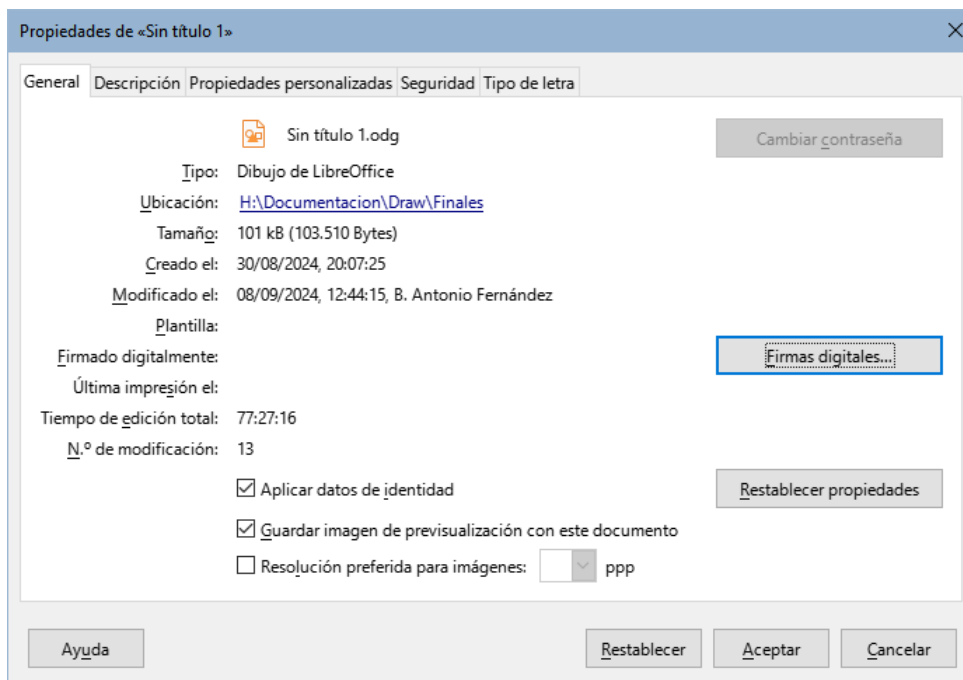 Propiedades de «Sin título 1»
General Descripción Propiedades personalizadas Seguridad Tipo de letra
Sin título 1.odg Cambiar contraseña
Tipo: Dibujo de LibreOffice
Ubicación: H:\Documentacion\Draw\Finales
Tamaño: 101 kB (103.510 Bytes)
Creado el: 30/08/2024, 20:07:25
Modificado el: 08/09/2024, 12:44:15, B. Antonio Fernández
Plantilla:
Firmado digitalmente: Firmas digitales...
Última impresión el:
Tiempo de edición total: 77:27:16
N.º de modificación: 13
Aplicar datos de identidad Restablecer propiedades
Guardar imagen de previsualización con este documento
Resolución preferida para imágenes: ppp
Ayuda Restablecer Aceptar Cancelar